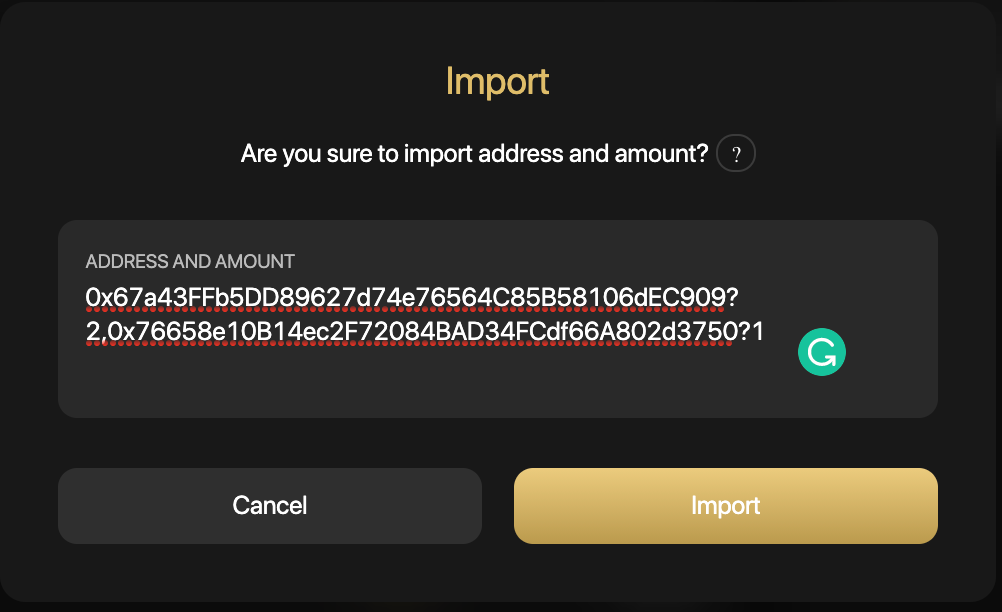 Import
Are you sure to import address and amount? ?
ADDRESS AND AMOUNT
0x67a43FFb5DD89627d74e76564C85B58106dEC909?
2,0x76658e10B14ec2F72084BAD34FCdf66A802d3750?1
Cancel
Import